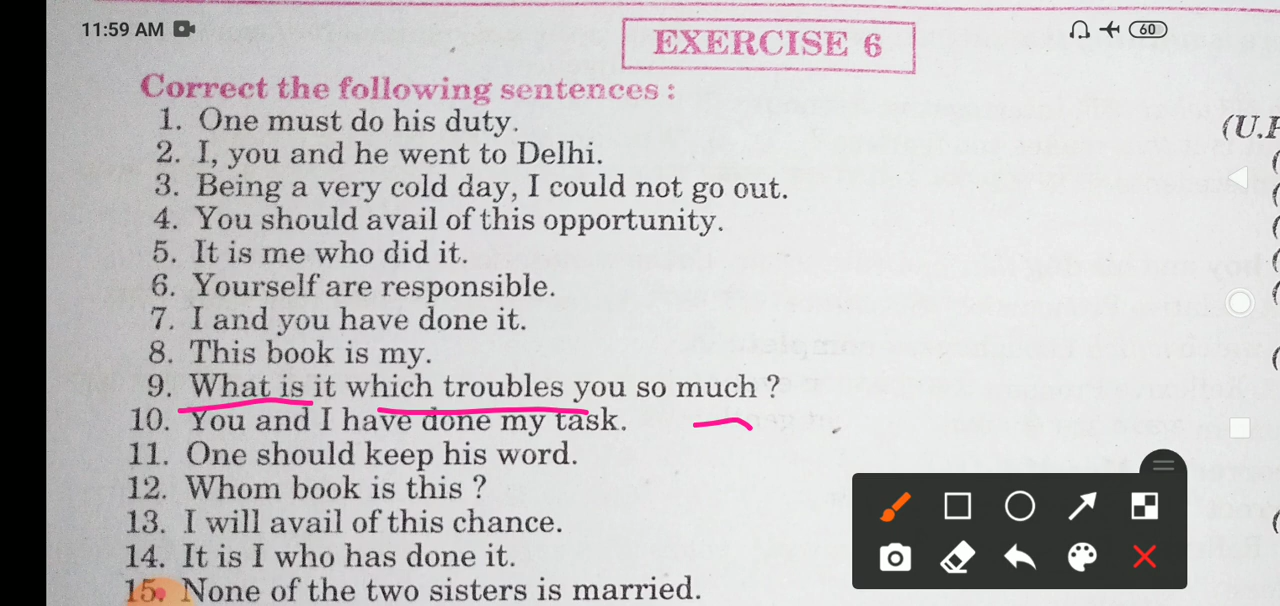 11:59 AM
60
EXERCISE 6
Correct the following sentences :
1. One must do his duty.
(U.P
2. I, you and he went to Delhi.
3. Being a very cold day, I could not go out.
4. You should avail of this opportunity.
5. It is me who did it.
6. Yourself are responsible.
7. I and you have done it.
8. This book is my.
9. What is it which troubles you so much ?
10. You and I have done my task.
11. One should keep his word.
12. Whom book is this ?
13. I will avail of this chance.
14. It is I who has done it.
15. None of the two sisters is married.